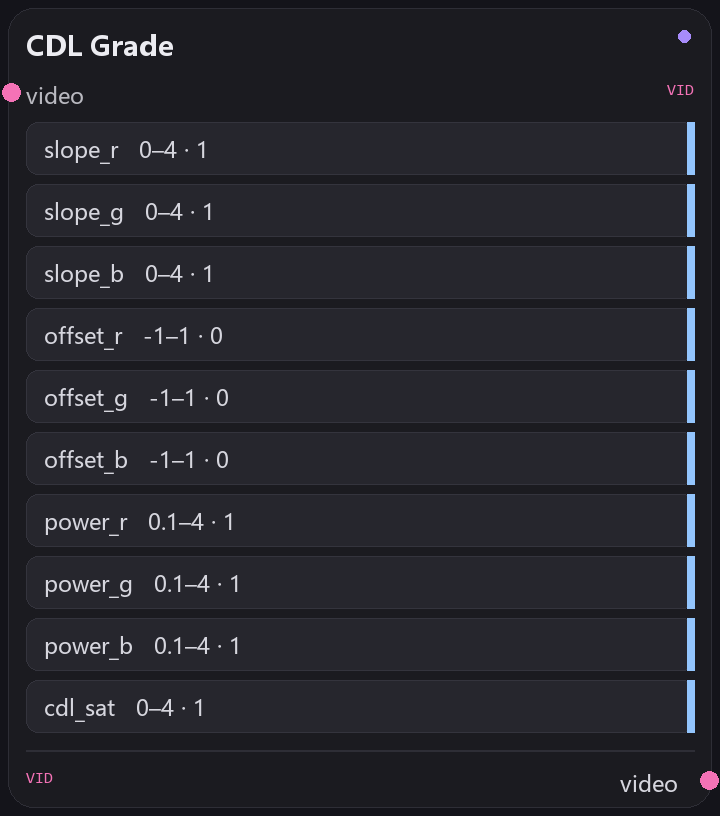 CDL Grade
video VID
slope_r 0–4 · 1
slope_g 0–4 · 1
slope_b 0–4 · 1
offset_r -1–1 · 0
offset_g -1–1 · 0
offset_b -1–1 · 0
power_r 0.1–4 · 1
power_g 0.1–4 · 1
power_b 0.1–4 · 1
cdl_sat 0–4 · 1
VID video